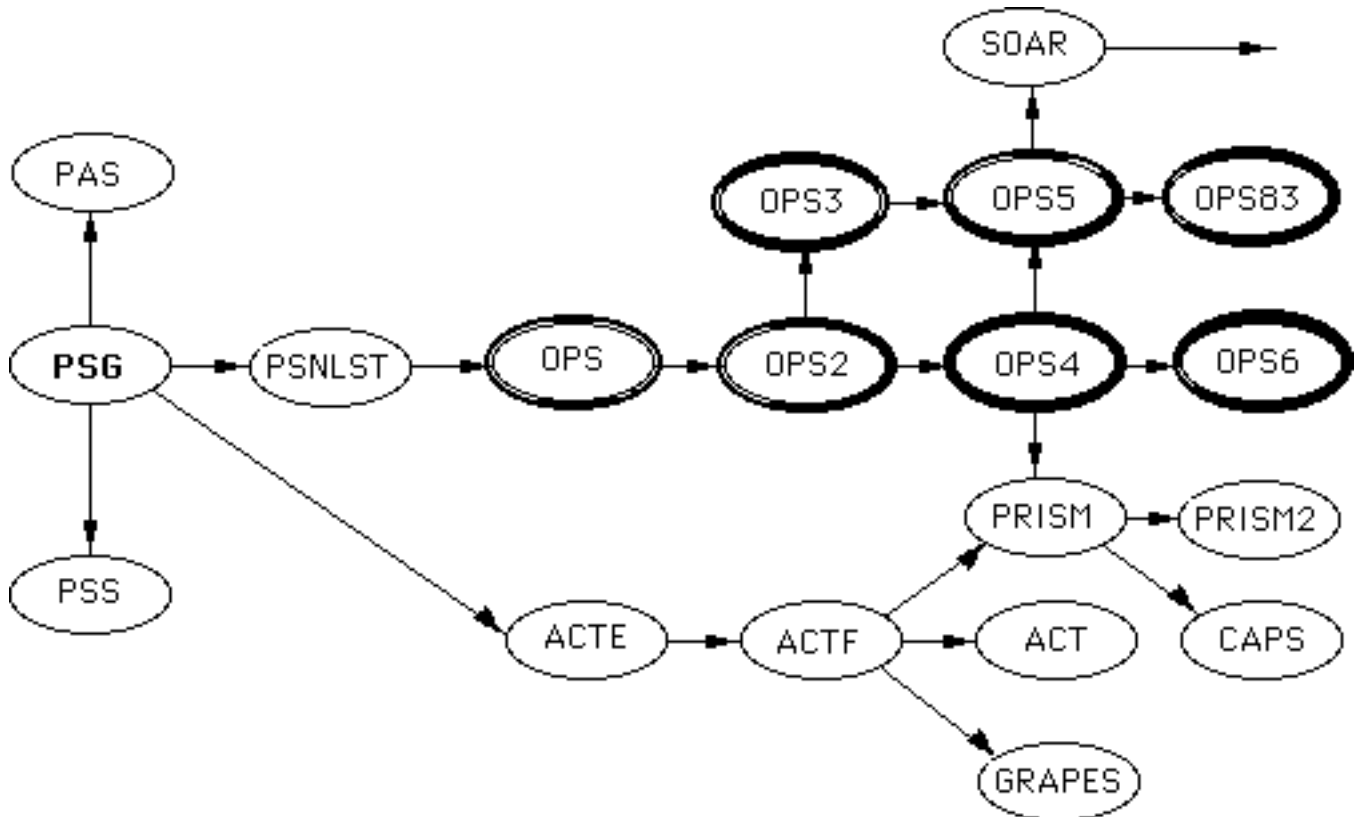 SOAR
PAS
OPS3
OPS5
OPS83
PSG
PSNLST
OPS
OPS2
OPS4
OPS6
PRISM
PRISM2
PSS
ACTE
ACTF
ACT
CAPS
GRAPES